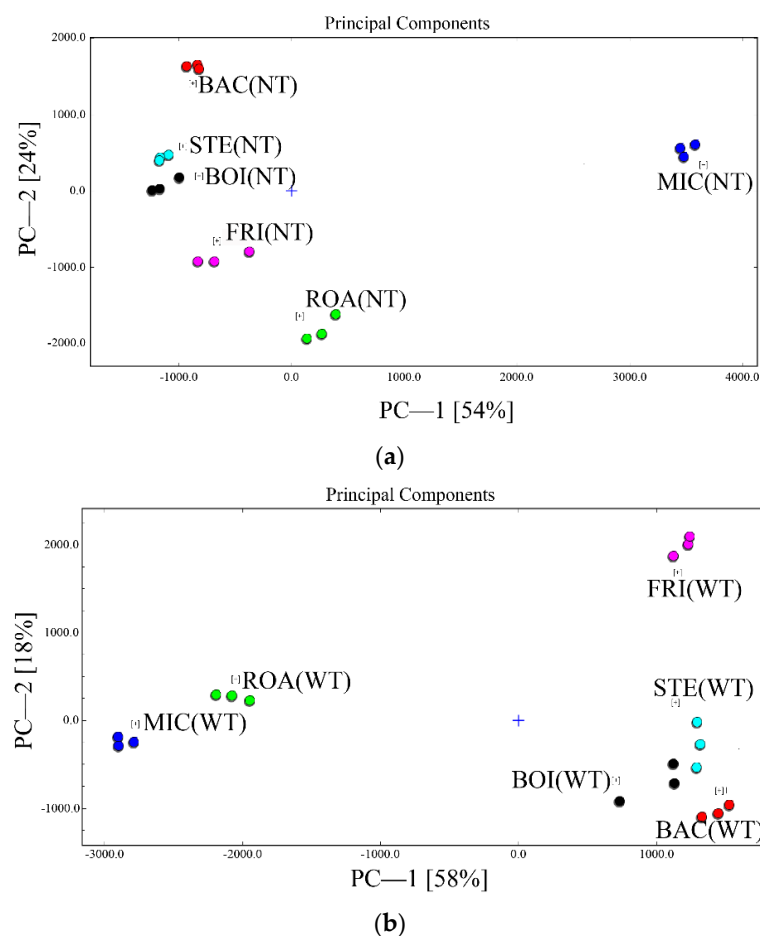 Principal Components
2000.0
1000.0
0.0
-1000.0
-2000.0
PC—2 [24%]
BAC(NT)
STE(NT)
BOI(NT)
MIC(NT)
FRI(NT)
ROA(NT)
-1000.0 0.0 1000.0 2000.0 3000.0 4000.0
PC—1 [54%]
(a)
Principal Components
2000.0
1000.0
0.0
-1000.0
PC—2 [18%]
FRI(WT)
STE(WT)
ROA(WT)
MIC(WT)
BOI(WT)
BAC(WT)
-3000.0 -2000.0 -1000.0 0.0 1000.0
PC—1 [58%]
(b)